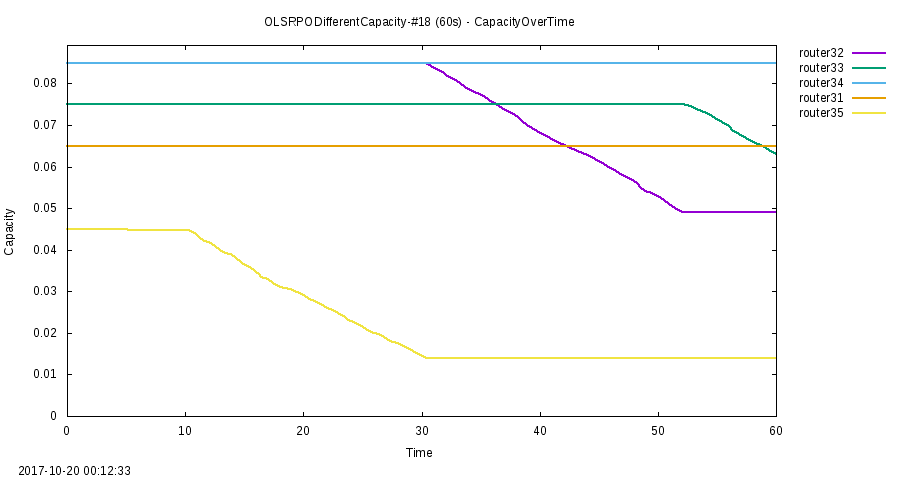 OLSRPODifferentCapacity-#18 (60s) - CapacityOverTime
router32
router33
router34
router31
router35
0.08
0.07
0.06
0.05
0.04
0.03
0.02
0.01
0
Capacity
0 10 20 30 40 50 60
Time
2017-10-20 00:12:33